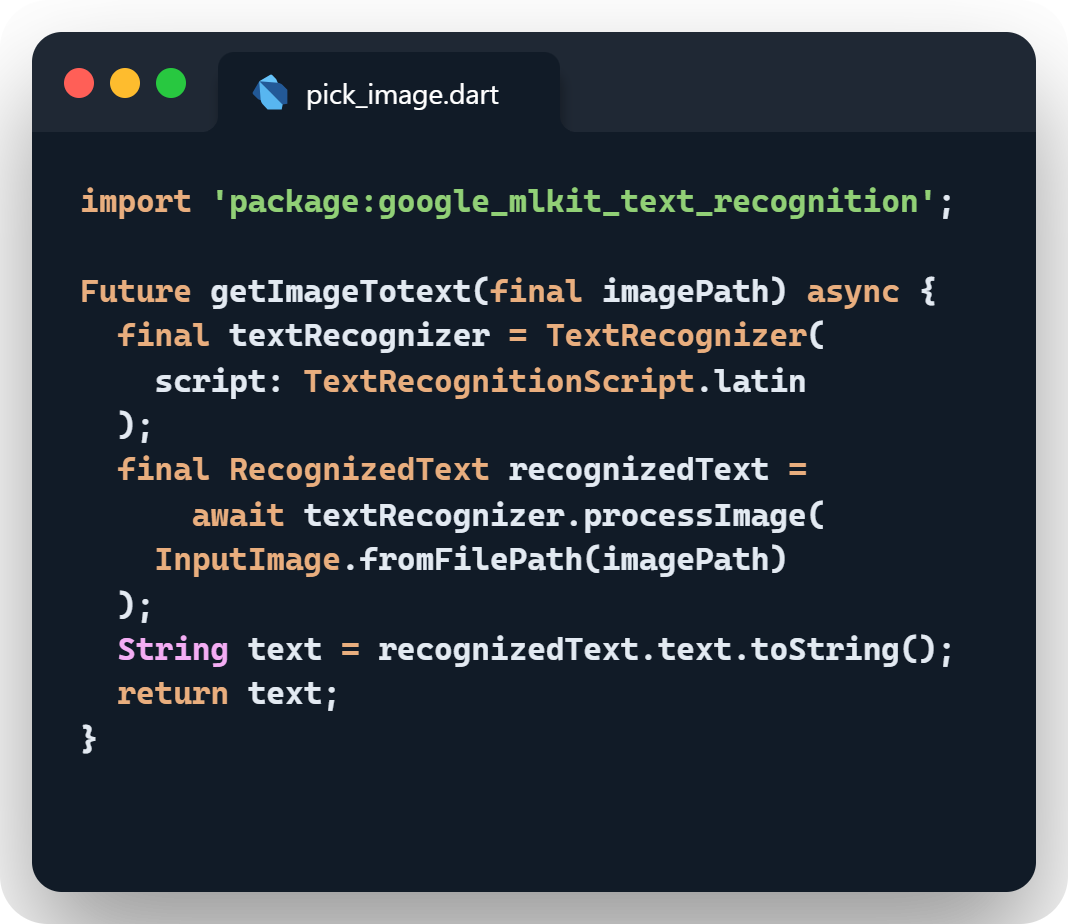 pick_image.dart
import 'package:google_mlkit_text_recognition';
Future getImageTotext(final imagePath) async {
  final textRecognizer = TextRecognizer(
    script: TextRecognitionScript.latin
  );
  final RecognizedText recognizedText =
      await textRecognizer.processImage(
    InputImage.fromFilePath(imagePath)
  );
  String text = recognizedText.text.toString();
  return text;
}